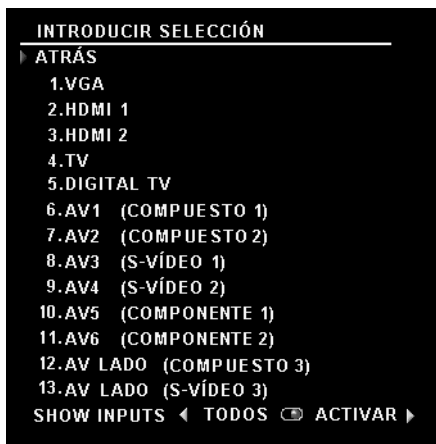 INTRODUCIR SELECCIÓN
ATRÁS
1.VGA
2.HDMI 1
3.HDMI 2
4.TV
5.DIGITAL TV
6.AV1 (COMPUESTO 1)
7.AV2 (COMPUESTO 2)
8.AV3 (S-VÍDEO 1)
9.AV4 (S-VÍDEO 2)
10.AV5 (COMPONENTE 1)
11.AV6 (COMPONENTE 2)
12.AV LADO (COMPUESTO 3)
13.AV LADO (S-VÍDEO 3)
SHOW INPUTS TODOS ACTIVAR